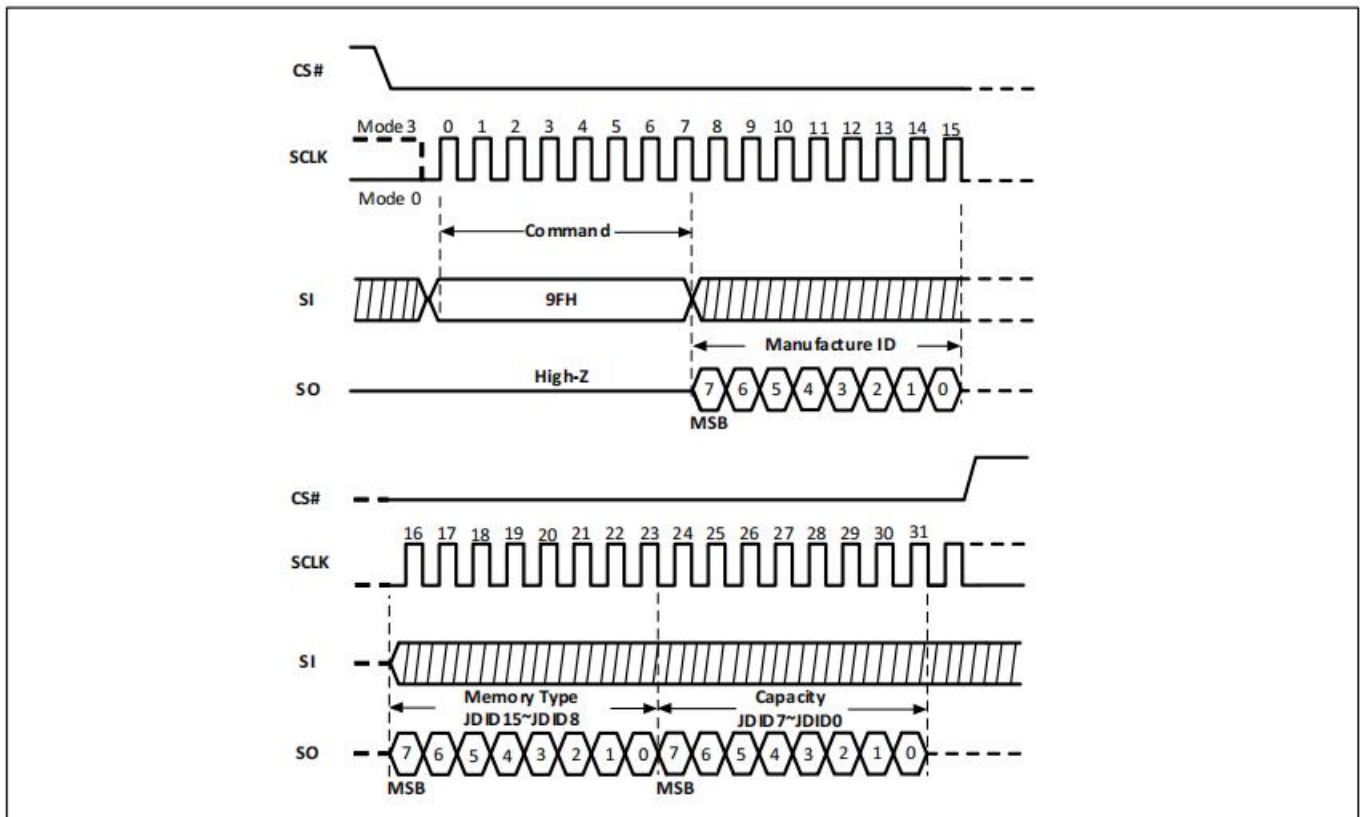 CS#
Mode 3 0 1 2 3 4 5 6 7 8 9 10 11 12 13 14 15
SCLK
Mode 0
Command
SI 9FH
Manufacture ID
High-Z
SO 7 6 5 4 3 2 1 0
MSB
CS#
16 17 18 19 20 21 22 23 24 25 26 27 28 29 30 31
SCLK
SI
Memory Type Capacity
JDID15~JDID8 JDID7~JDID0
SO 7 6 5 4 3 2 1 0 7 6 5 4 3 2 1 0
MSB MSB